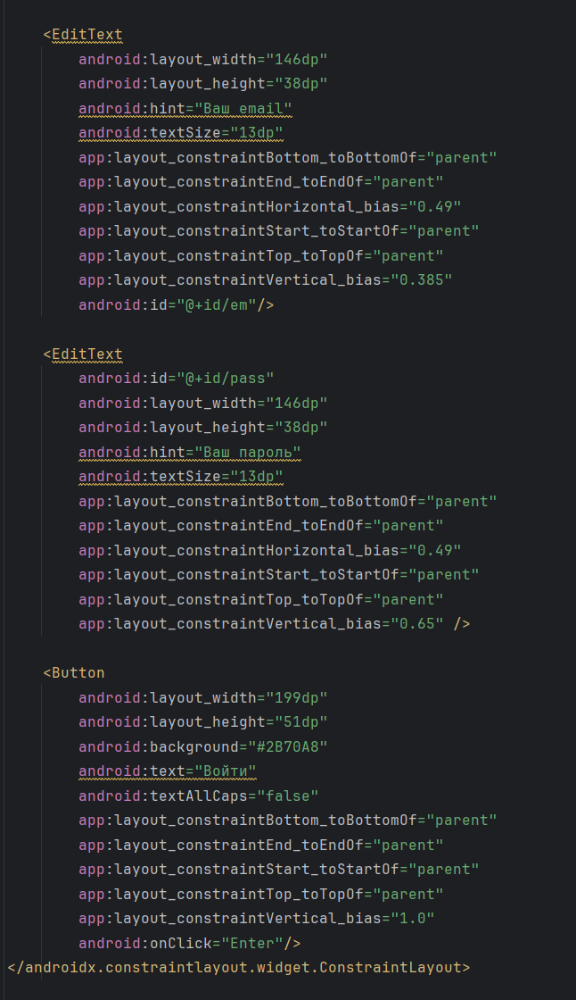 <EditText
android:layout_width="146dp"
android:layout_height="38dp"
android:hint="Ваш email"
android:textSize="13dp"
app:layout_constraintBottom_toBottomOf="parent"
app:layout_constraintEnd_toEndOf="parent"
app:layout_constraintHorizontal_bias="0.49"
app:layout_constraintStart_toStartOf="parent"
app:layout_constraintTop_toTopOf="parent"
app:layout_constraintVertical_bias="0.385"
android:id="@+id/em"/>
<EditText
android:id="@+id/pass"
android:layout_width="146dp"
android:layout_height="38dp"
android:hint="Ваш пароль"
android:textSize="13dp"
app:layout_constraintBottom_toBottomOf="parent"
app:layout_constraintEnd_toEndOf="parent"
app:layout_constraintHorizontal_bias="0.49"
app:layout_constraintStart_toStartOf="parent"
app:layout_constraintTop_toTopOf="parent"
app:layout_constraintVertical_bias="0.65" />
<Button
android:layout_width="199dp"
android:layout_height="51dp"
android:background="#2B70A8"
android:text="Войти"
android:textAllCaps="false"
app:layout_constraintBottom_toBottomOf="parent"
app:layout_constraintEnd_toEndOf="parent"
app:layout_constraintStart_toStartOf="parent"
app:layout_constraintTop_toTopOf="parent"
app:layout_constraintVertical_bias="1.0"
android:onClick="Enter"/>
</androidx.constraintlayout.widget.ConstraintLayout>